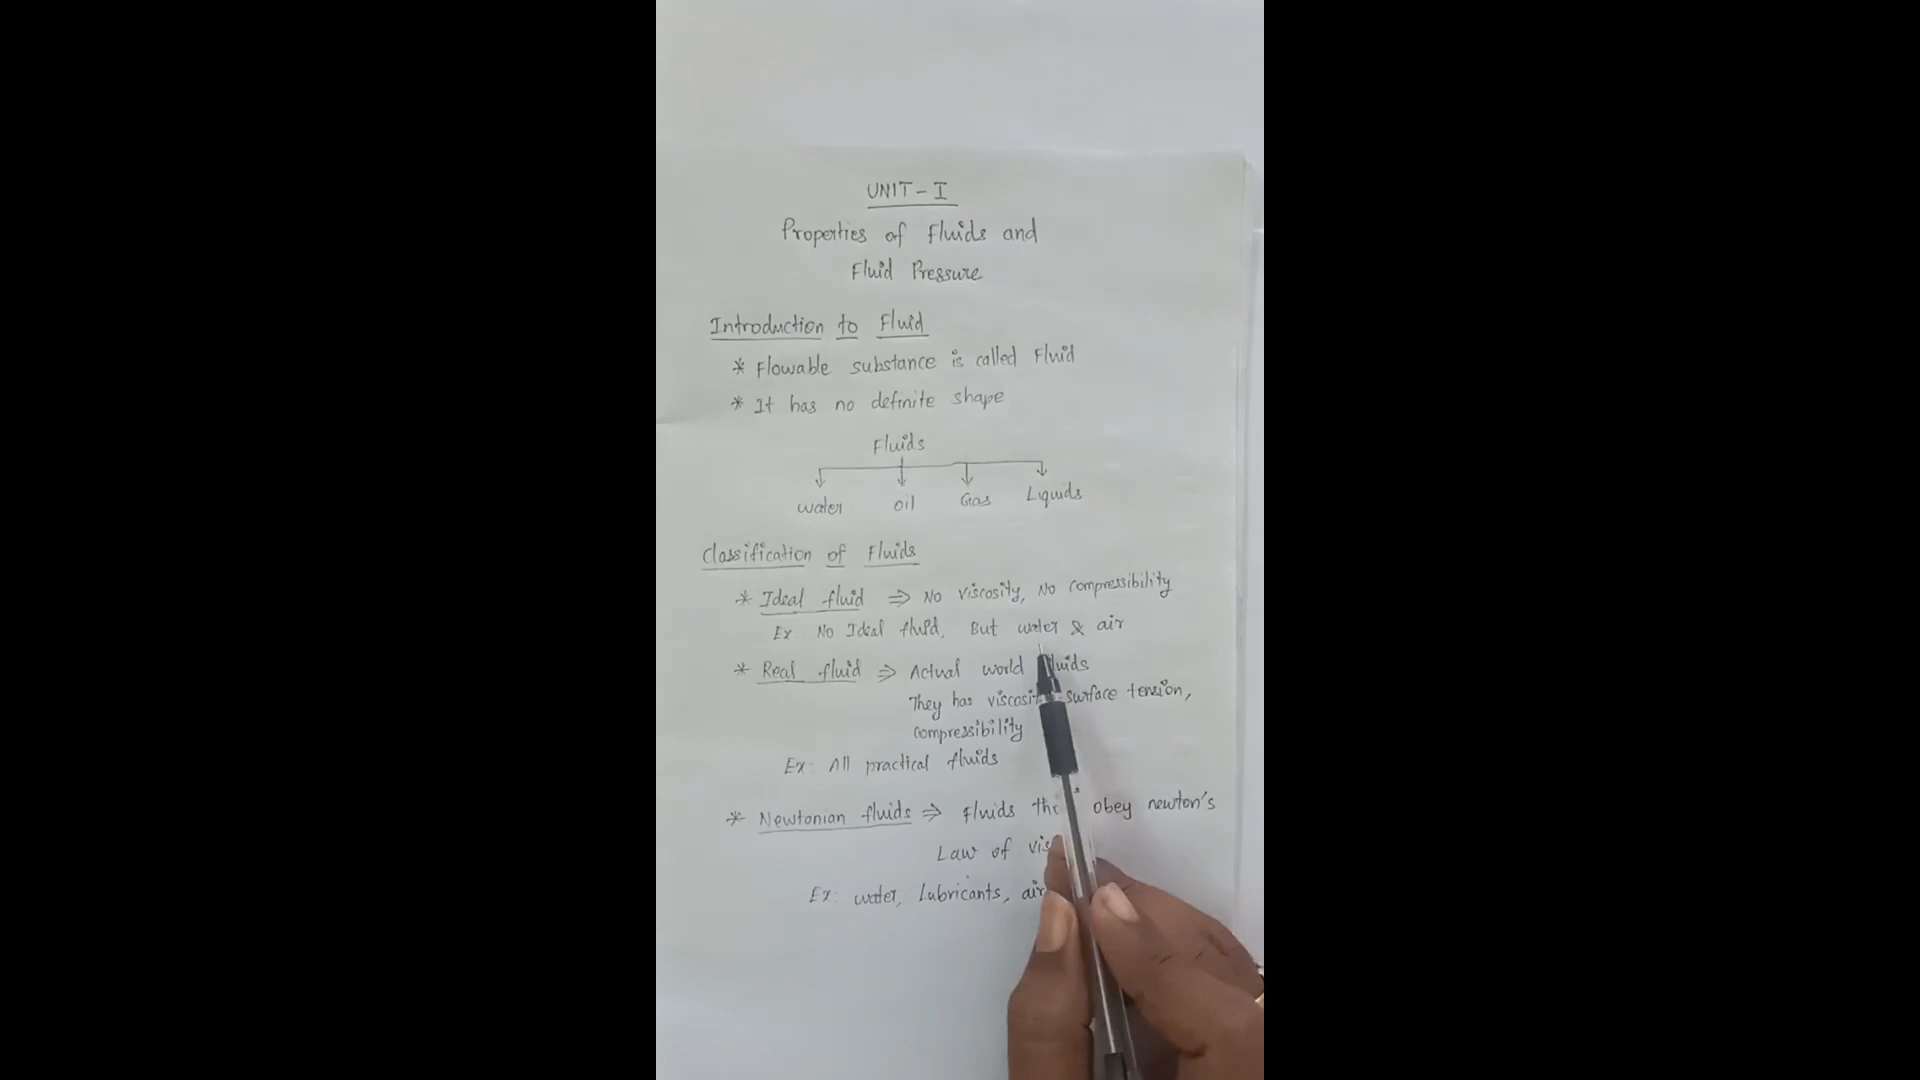 UNIT-I
Properties of Fluids and
Fluid Pressure
Introduction to Fluid
* Flowable substance is called Fluid
* It has no definite shape
Fluids
water oil Gas Liquids
Classification of Fluids
* Ideal fluid ⇒ No viscosity, No compressibility
Ex No Ideal fluid. But water & air
* Real fluid ⇒ Actual world fluids
They has viscosity surface tension,
compressibility
Ex: All practical fluids
* Newtonian fluids ⇒ Fluids obey newton's
Law of
Ex: water, Lubricants, air